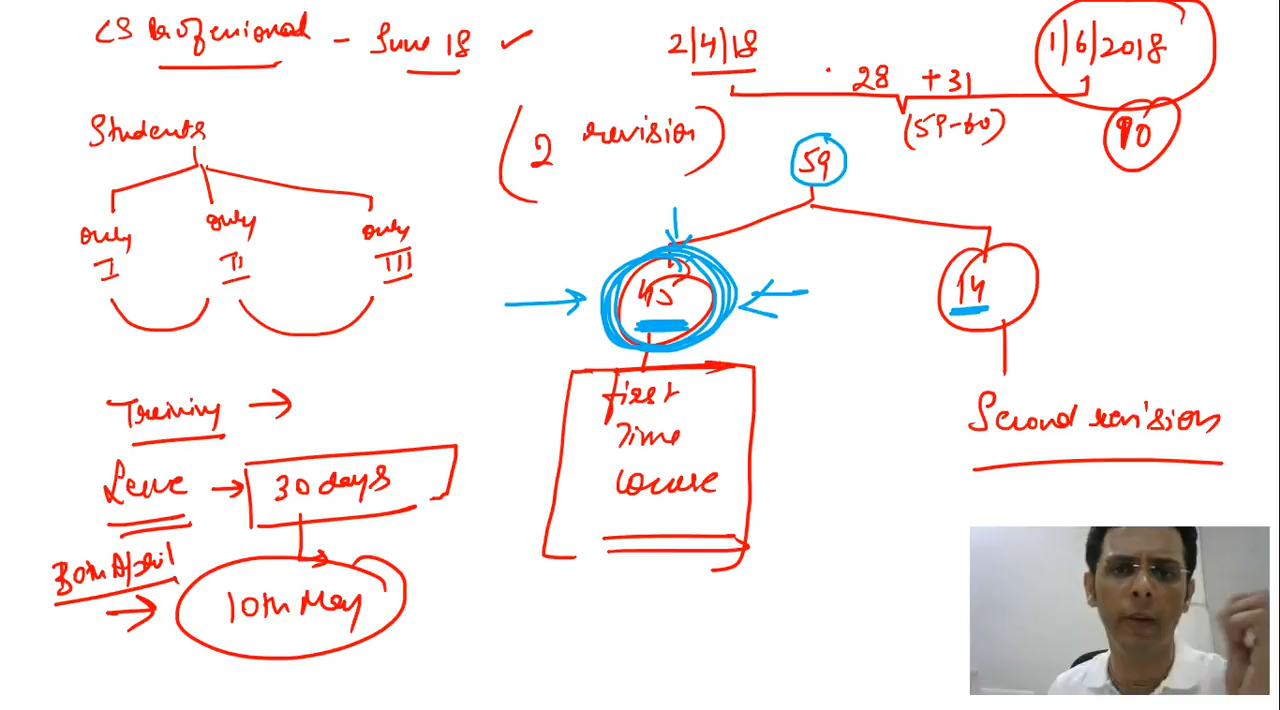 CS Professional - June 18
2/4/18
1/6/2018
28 +31
1
(59-60)
90
Students
(2 revision)
59
only
I
only
II
only
III
45
14
First
Time
course
Second revision
Training →
Leave → 30 days
30th April
10th May